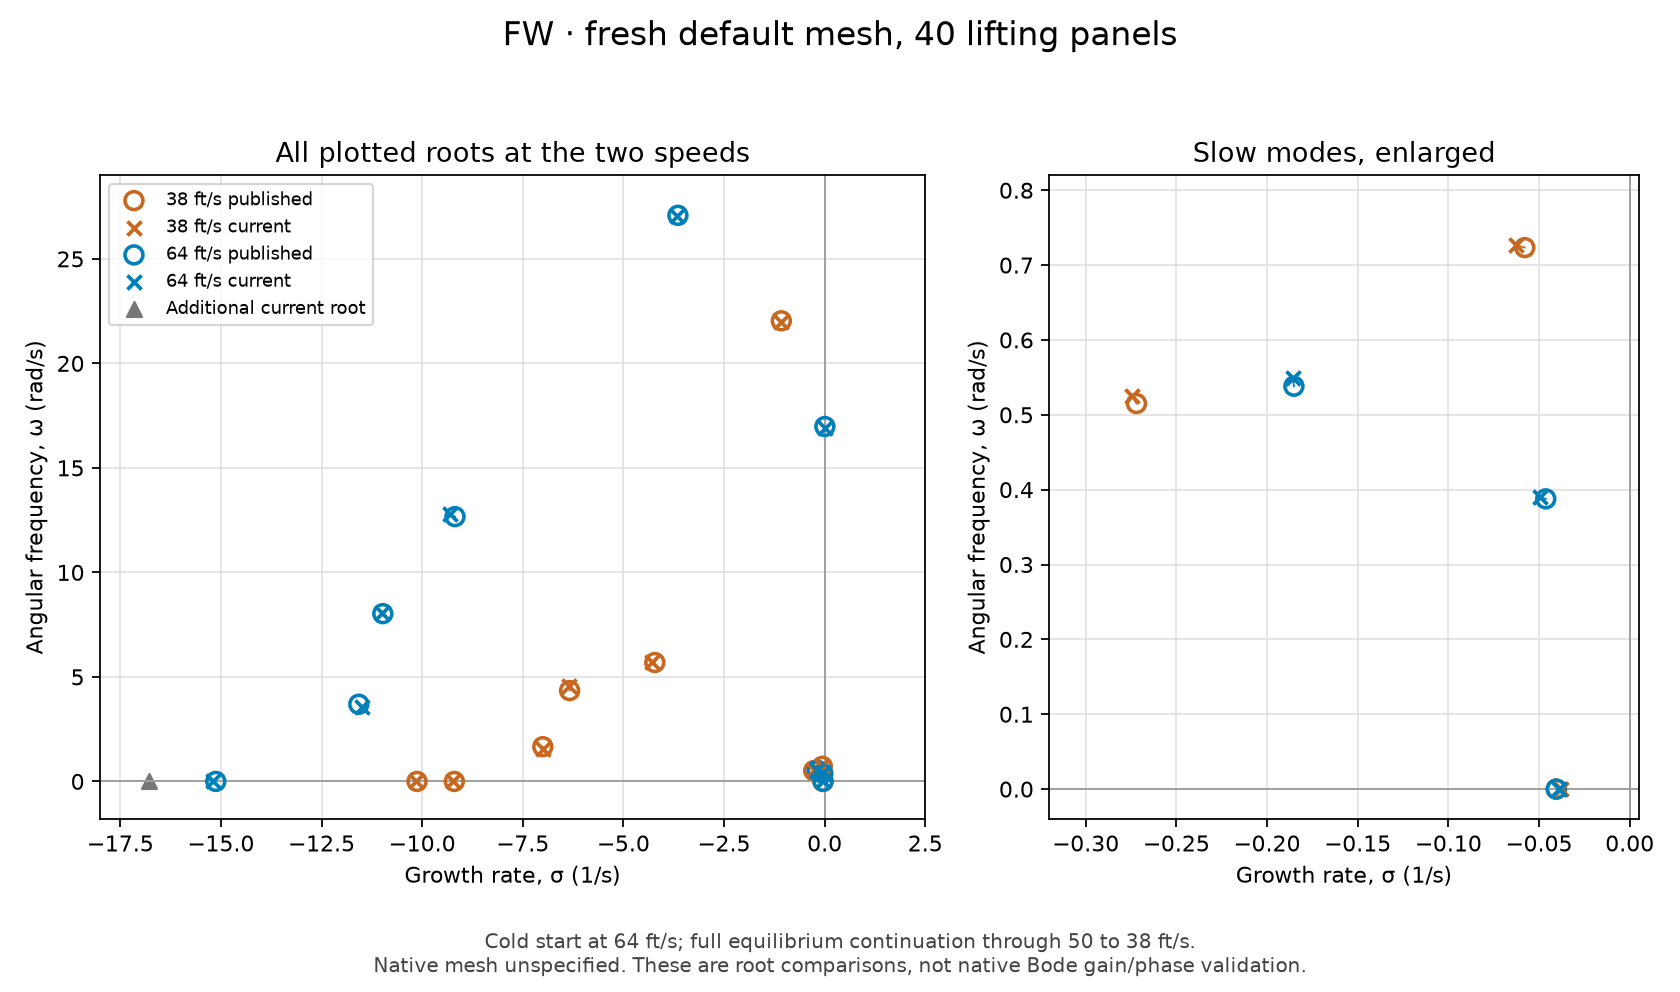 FW · fresh default mesh, 40 lifting panels
All plotted roots at the two speeds
38 ft/s published
38 ft/s current
64 ft/s published
64 ft/s current
Additional current root
Angular frequency, ω (rad/s)
25
20
15
10
5
0
−17.5 −15.0 −12.5 −10.0 −7.5 −5.0 −2.5 0.0 2.5
Growth rate, σ (1/s)
Slow modes, enlarged
Angular frequency, ω (rad/s)
0.8
0.7
0.6
0.5
0.4
0.3
0.2
0.1
0.0
−0.30 −0.25 −0.20 −0.15 −0.10 −0.05 0.00
Growth rate, σ (1/s)
Cold start at 64 ft/s; full equilibrium continuation through 50 to 38 ft/s.
Native mesh unspecified. These are root comparisons, not native Bode gain/phase validation.